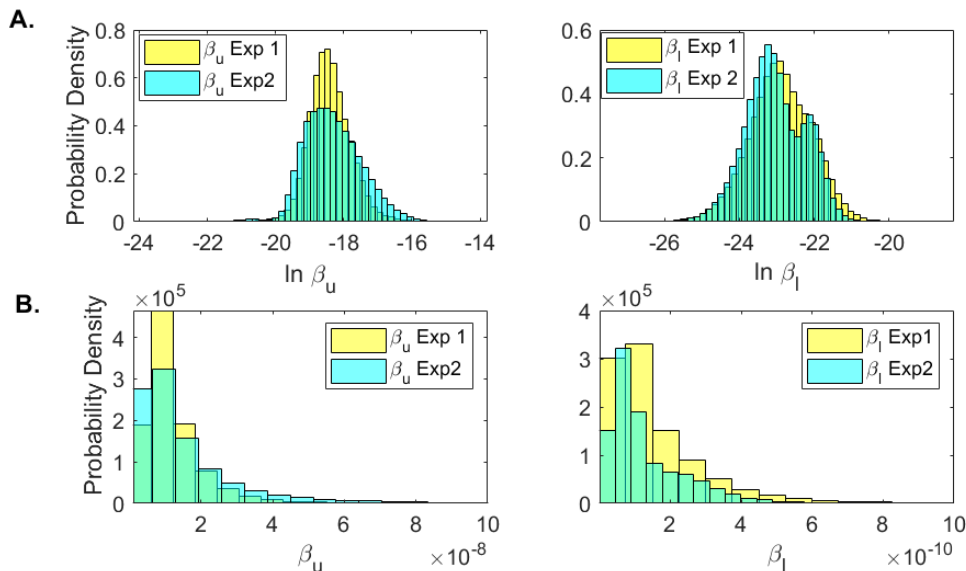 A.
Probability Density
0.8
0.6
0.4
0.2
0
β_u Exp 1
β_u Exp2
-24 -22 -20 -18 -16 -14
ln β_u
0.6
0.4
0.2
0
β_l Exp 1
β_l Exp 2
-26 -24 -22 -20
ln β_l
B.
Probability Density
×10^5
4
3
2
1
0
β_u Exp 1
β_u Exp2
2 4 6 8 10
×10^-8
β_u
×10^5
4
3
2
1
0
β_l Exp1
β_l Exp2
2 4 6 8 10
×10^-10
β_l